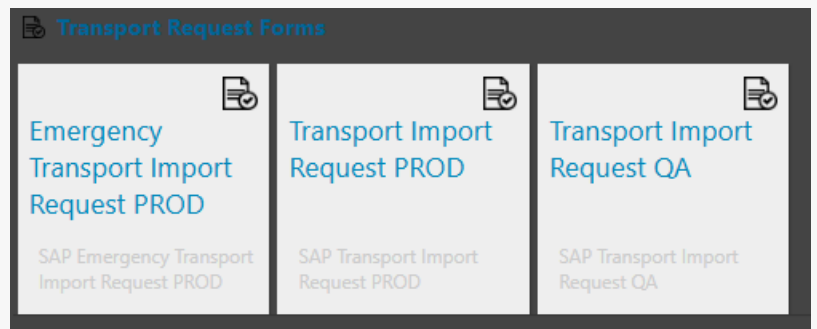 Transport Request Forms
Emergency
Transport Import
Request PROD
SAP Emergency Transport
Import Request PROD
Transport Import
Request PROD
SAP Transport Import
Request PROD
Transport Import
Request QA
SAP Transport Import
Request QA